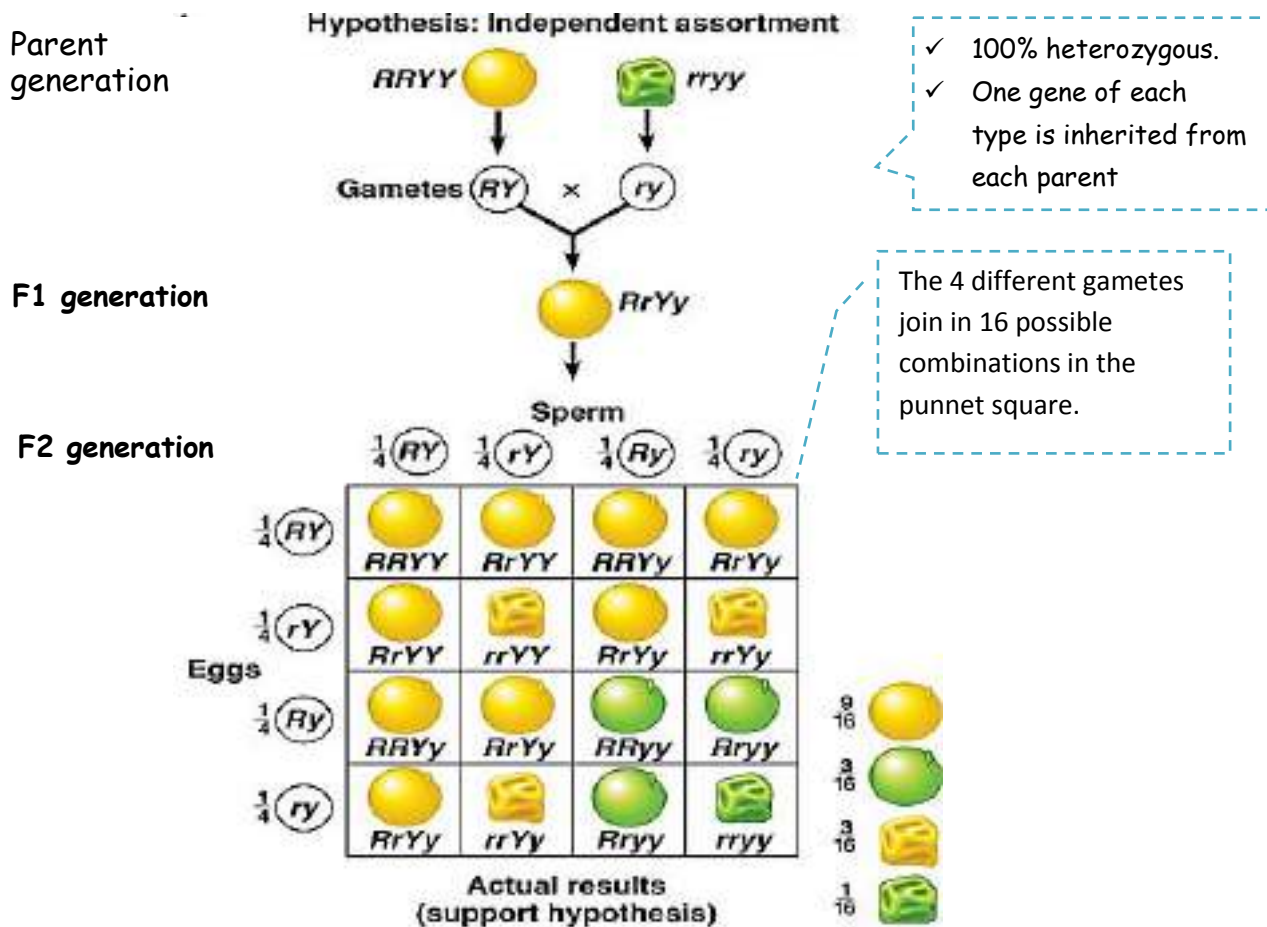 Hypothesis: Independent assortment
Parent
generation
RRYY
rryy
✓ 100% heterozygous.
✓ One gene of each
type is inherited from
each parent
Gametes RY × ry
F1 generation
RrYy
The 4 different gametes
join in 16 possible
combinations in the
punnet square.
Sperm
F2 generation
1/4 RY 1/4 rY 1/4 Ry 1/4 ry
1/4 RY
RRYY RrYY RRYy RrYy
1/4 rY
RrYY rrYY RrYy rrYy
Eggs
1/4 Ry
RRYy RrYy RRyy Rryy
1/4 ry
RrYy rrYy Rryy rryy
9/16
3/16
3/16
1/16
Actual results
(support hypothesis)